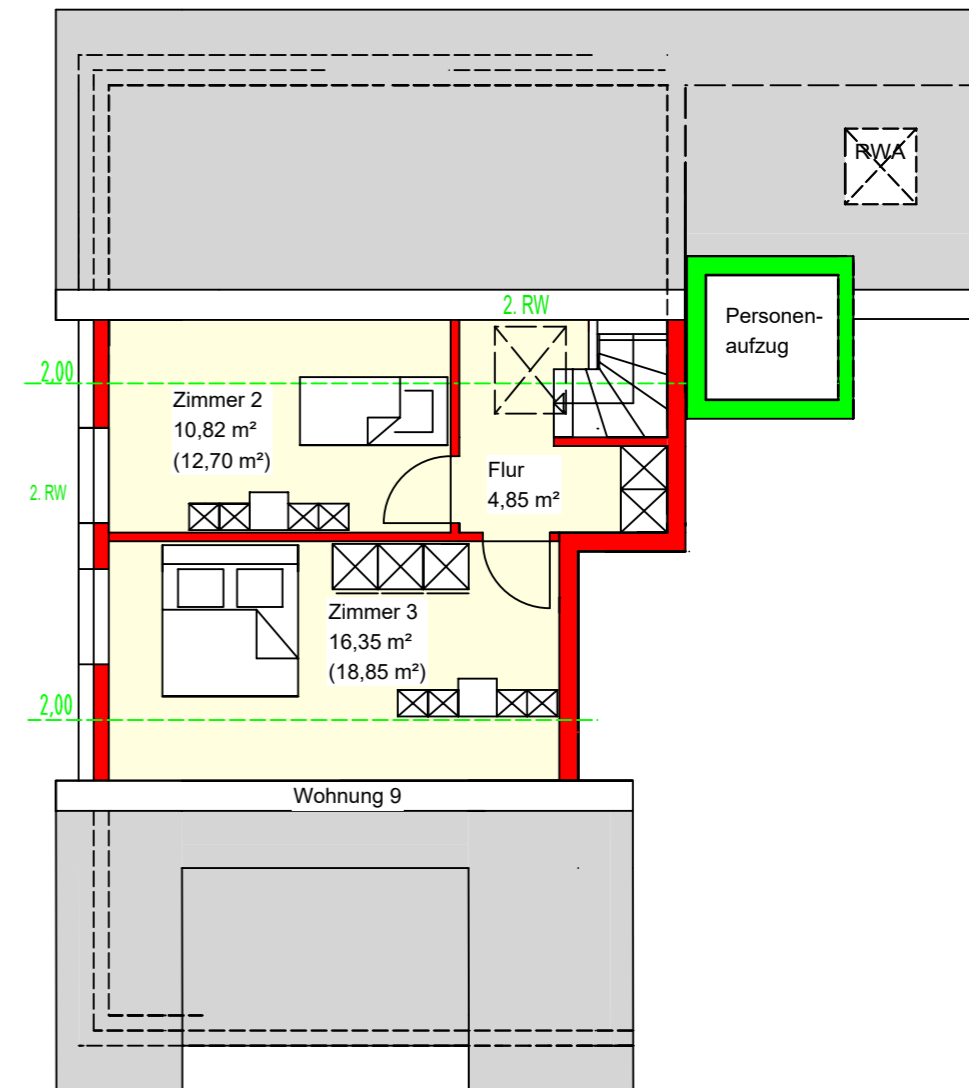 RWA
2. RW
Personen-
aufzug
2,00
Zimmer 2
10,82 m²
(12,70 m²)
Flur
4,85 m²
2. RW
Zimmer 3
16,35 m²
(18,85 m²)
2,00
Wohnung 9